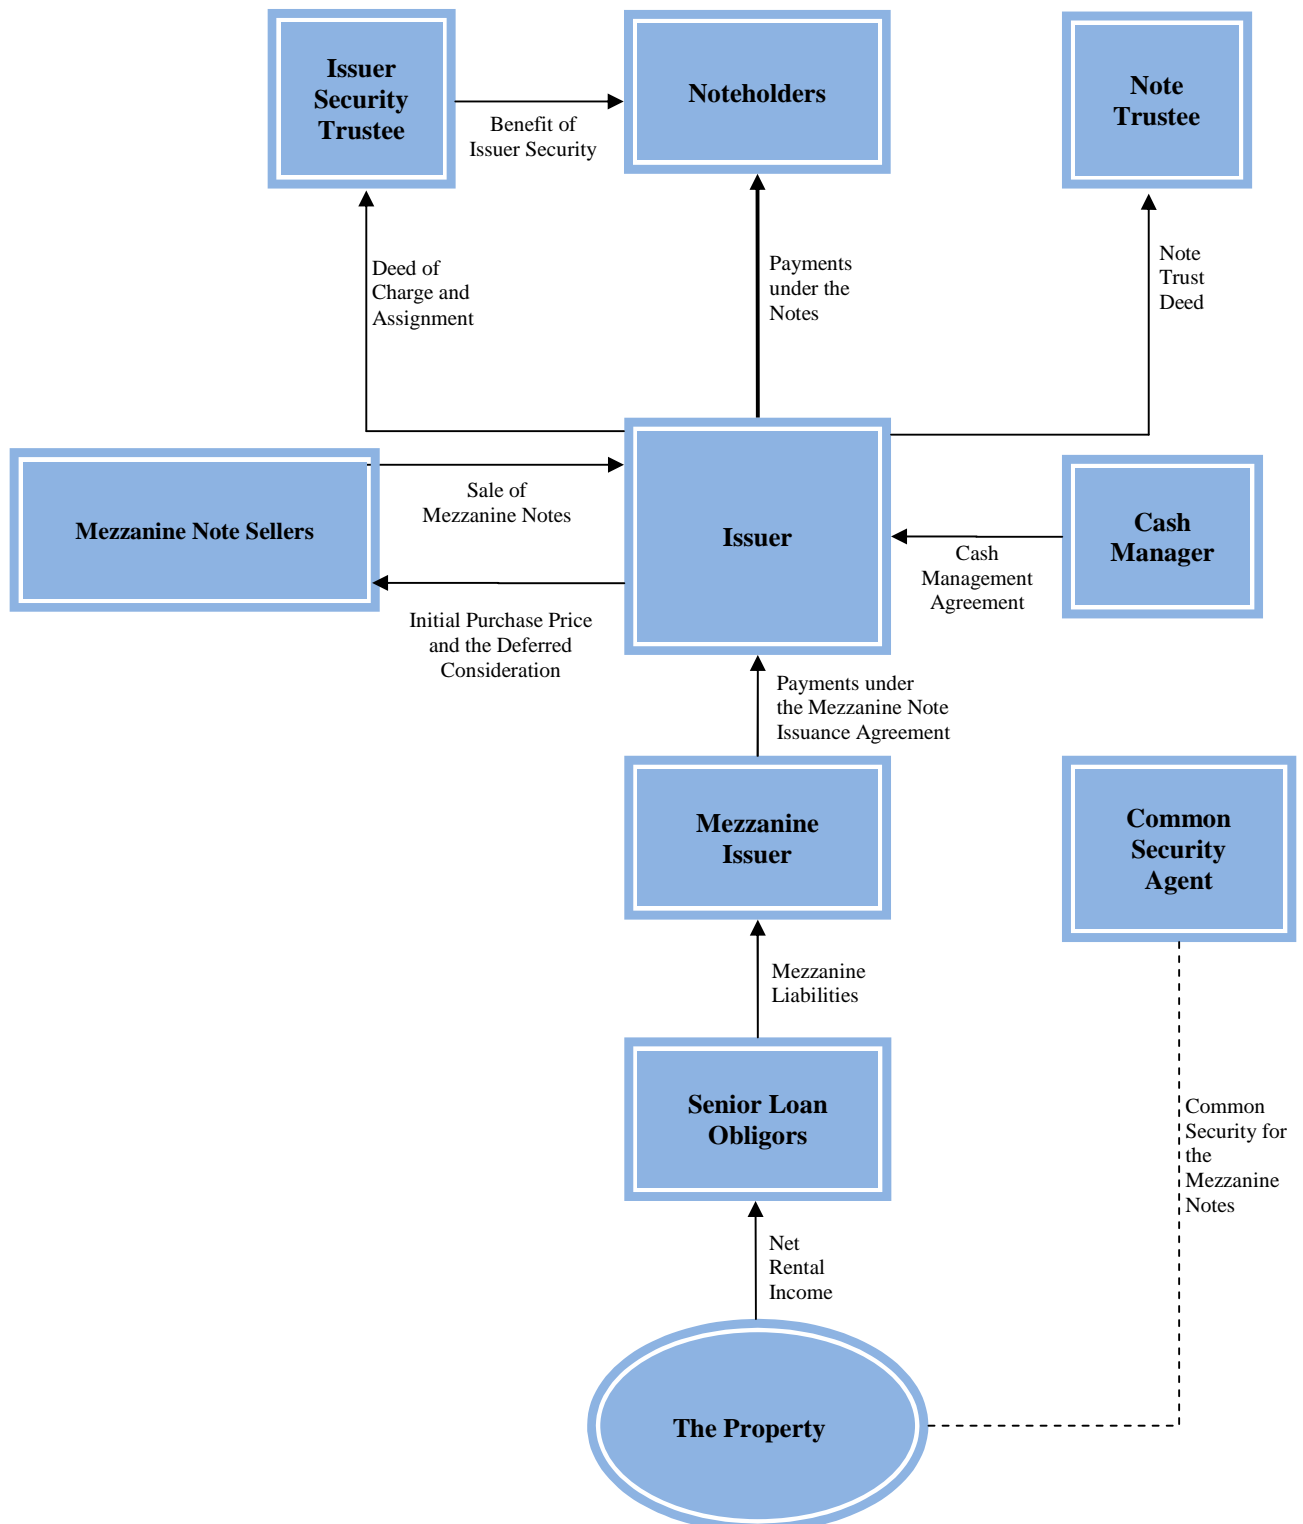 Issuer
Security
Trustee
Benefit of
Issuer Security
Noteholders
Note
Trustee
Deed of
Charge and
Assignment
Payments
under the
Notes
Note
Trust
Deed
Mezzanine Note Sellers
Sale of
Mezzanine Notes
Issuer
Cash
Management
Agreement
Cash
Manager
Initial Purchase Price
and the Deferred
Consideration
Payments under
the Mezzanine Note
Issuance Agreement
Mezzanine
Issuer
Common
Security
Agent
Mezzanine
Liabilities
Senior Loan
Obligors
Common
Security for
the
Mezzanine
Notes
Net
Rental
Income
The Property